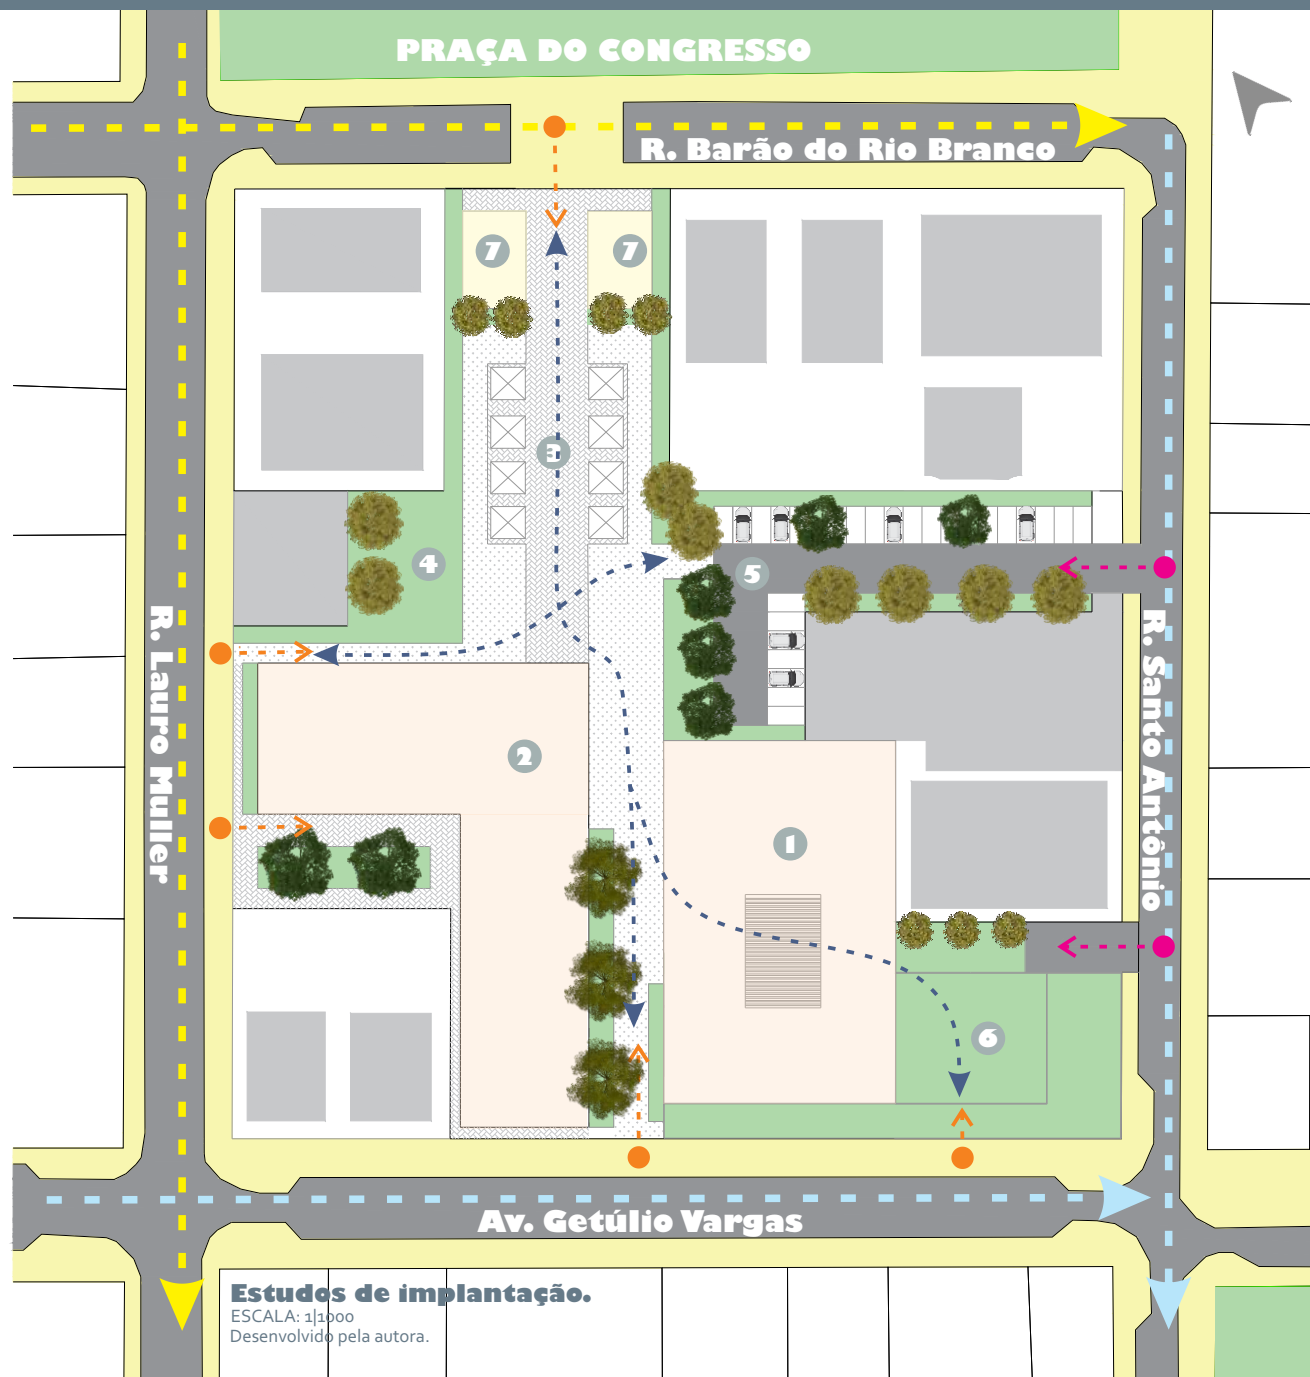 PRAÇA DO CONGRESSO
R. Barão do Rio Branco
7
7
3
4
5
R. Lauro Muller
R. Santo Antônio
2
1
6
Av. Getúlio Vargas
Estudos de implantação.
ESCALA: 1|1000
Desenvolvido pela autora.